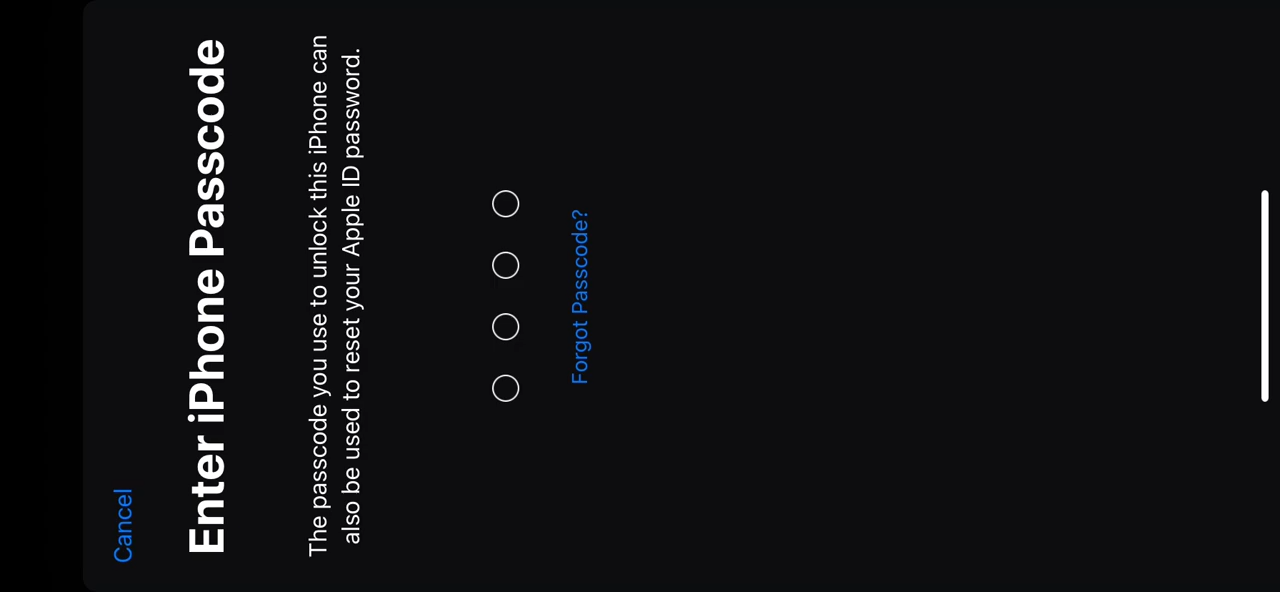 Cancel
Enter iPhone Passcode
The passcode you use to unlock this iPhone can
also be used to reset your Apple ID password.
Forgot Passcode?